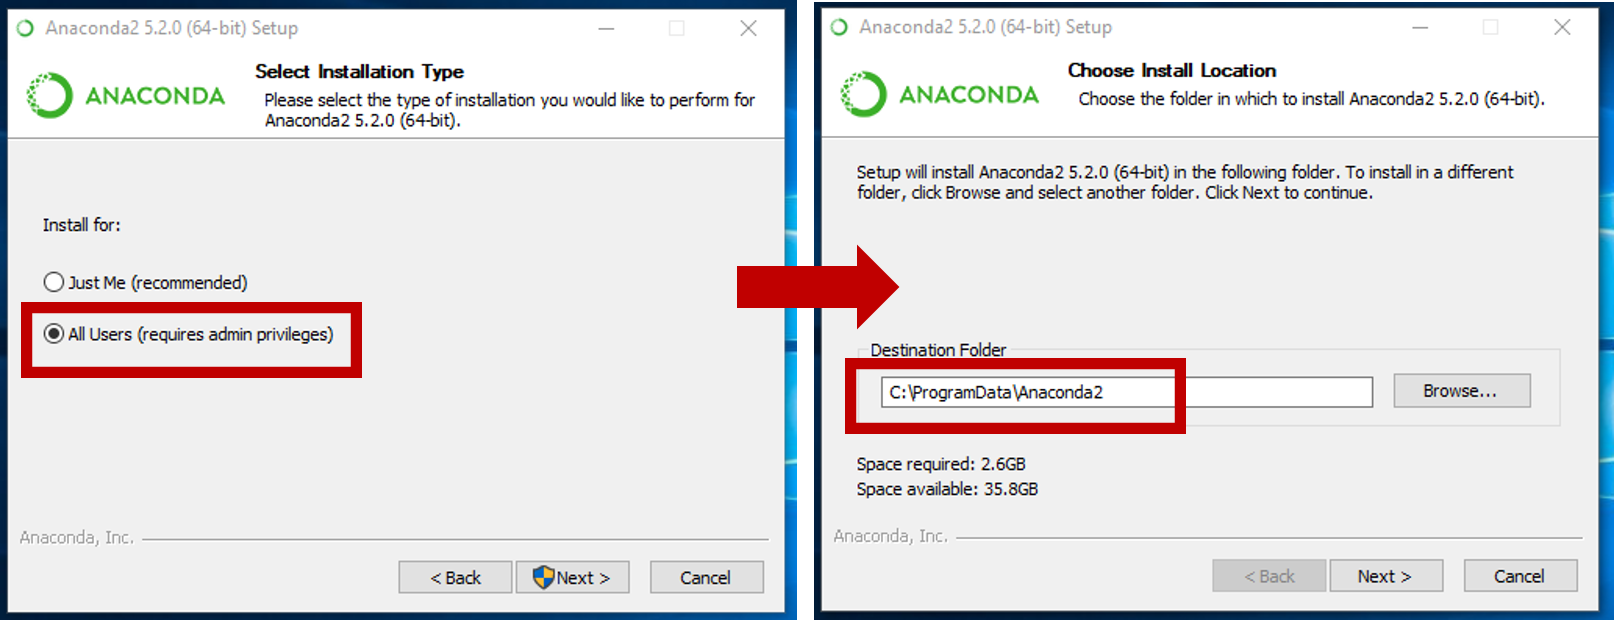 Anaconda2 5.2.0 (64-bit) Setup
ANACONDA
Select Installation Type
Please select the type of installation you would like to perform for
Anaconda2 5.2.0 (64-bit).
Install for:
Just Me (recommended)
All Users (requires admin privileges)
Anaconda, Inc.
< Back
Next >
Cancel
Anaconda2 5.2.0 (64-bit) Setup
ANACONDA
Choose Install Location
Choose the folder in which to install Anaconda2 5.2.0 (64-bit).
Setup will install Anaconda2 5.2.0 (64-bit) in the following folder. To install in a different
folder, click Browse and select another folder. Click Next to continue.
Destination Folder
C:\ProgramData\Anaconda2
Browse...
Space required: 2.6GB
Space available: 35.8GB
Anaconda, Inc.
< Back
Next >
Cancel